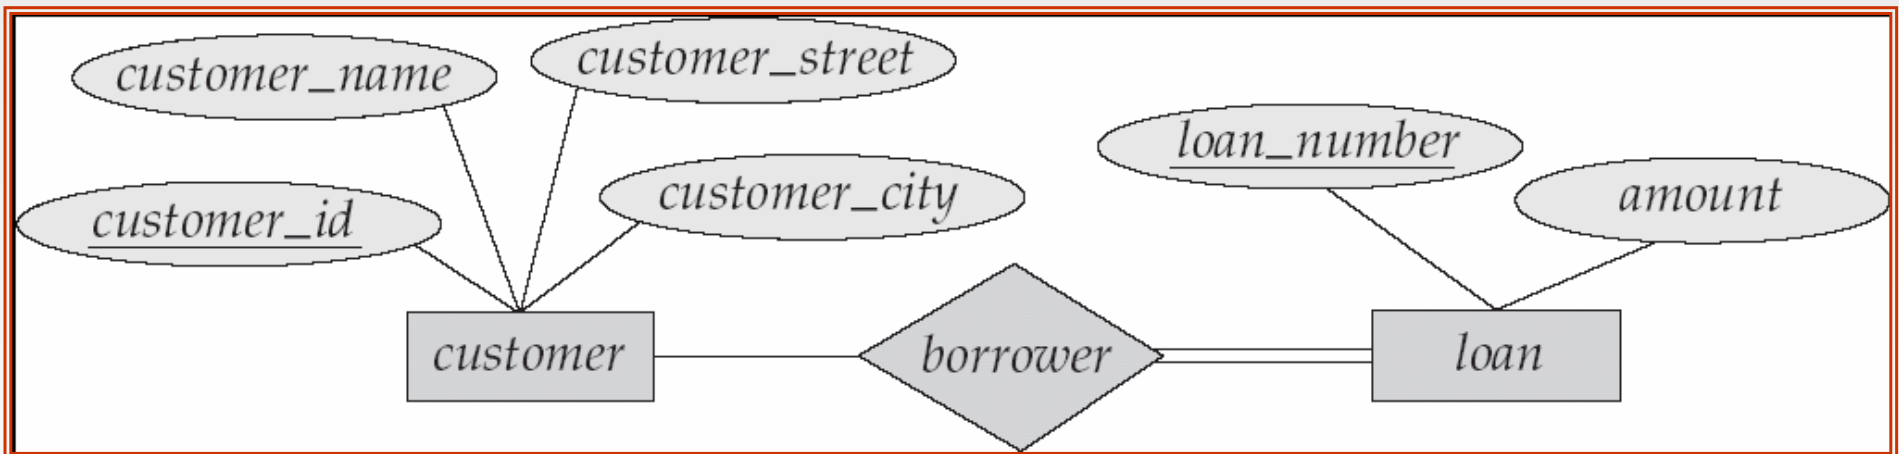 customer_name
customer_street
customer_id
customer_city
loan_number
amount
customer
borrower
loan